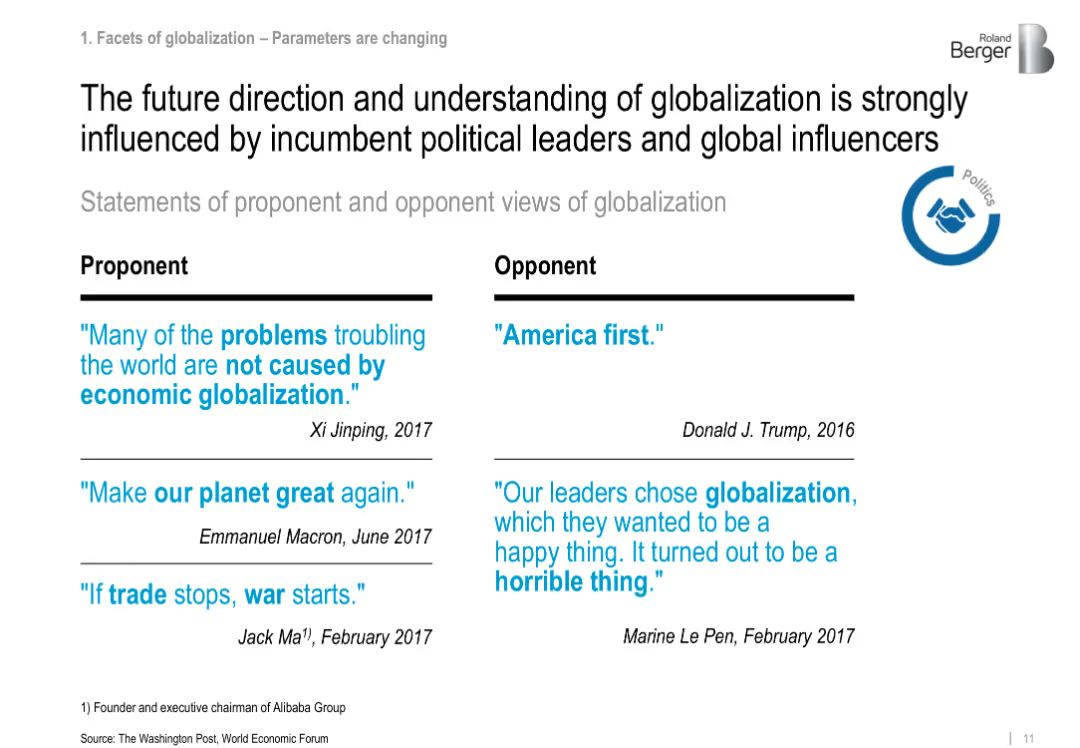 1. Facets of globalization – Parameters are changing
Roland
Berger
B
The future direction and understanding of globalization is strongly
influenced by incumbent political leaders and global influencers
Statements of proponent and opponent views of globalization
Politics
Proponent
"Many of the problems troubling
the world are not caused by
economic globalization."
Xi Jinping, 2017
"Make our planet great again."
Emmanuel Macron, June 2017
"If trade stops, war starts."
Jack Ma1), February 2017
Opponent
"America first."
Donald J. Trump, 2016
"Our leaders chose globalization,
which they wanted to be a
happy thing. It turned out to be a
horrible thing."
Marine Le Pen, February 2017
1) Founder and executive chairman of Alibaba Group
Source: The Washington Post, World Economic Forum
| 11